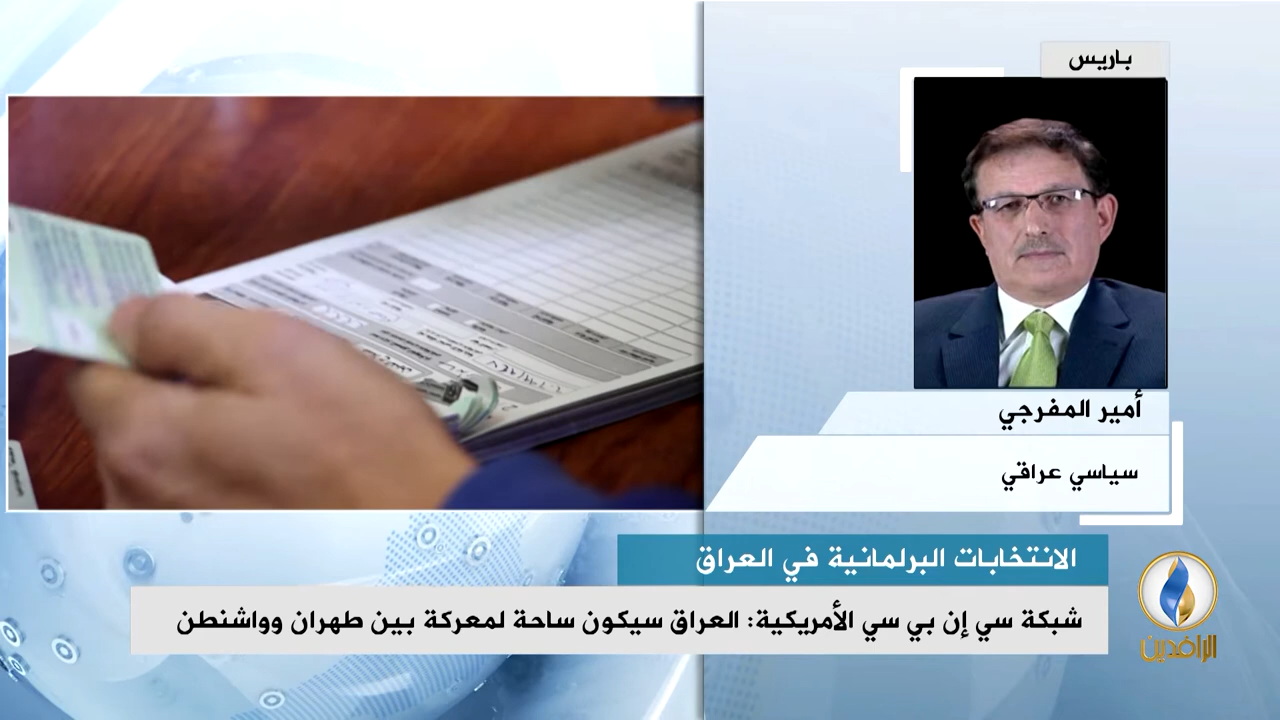 باريس
أمير المفرجي
سياسي عراقي
الانتخابات البرلمانية في العراق
شبكة سي إن بي سي الأمريكية: العراق سيكون ساحة لمعركة بين طهران وواشنطن
الرافدين